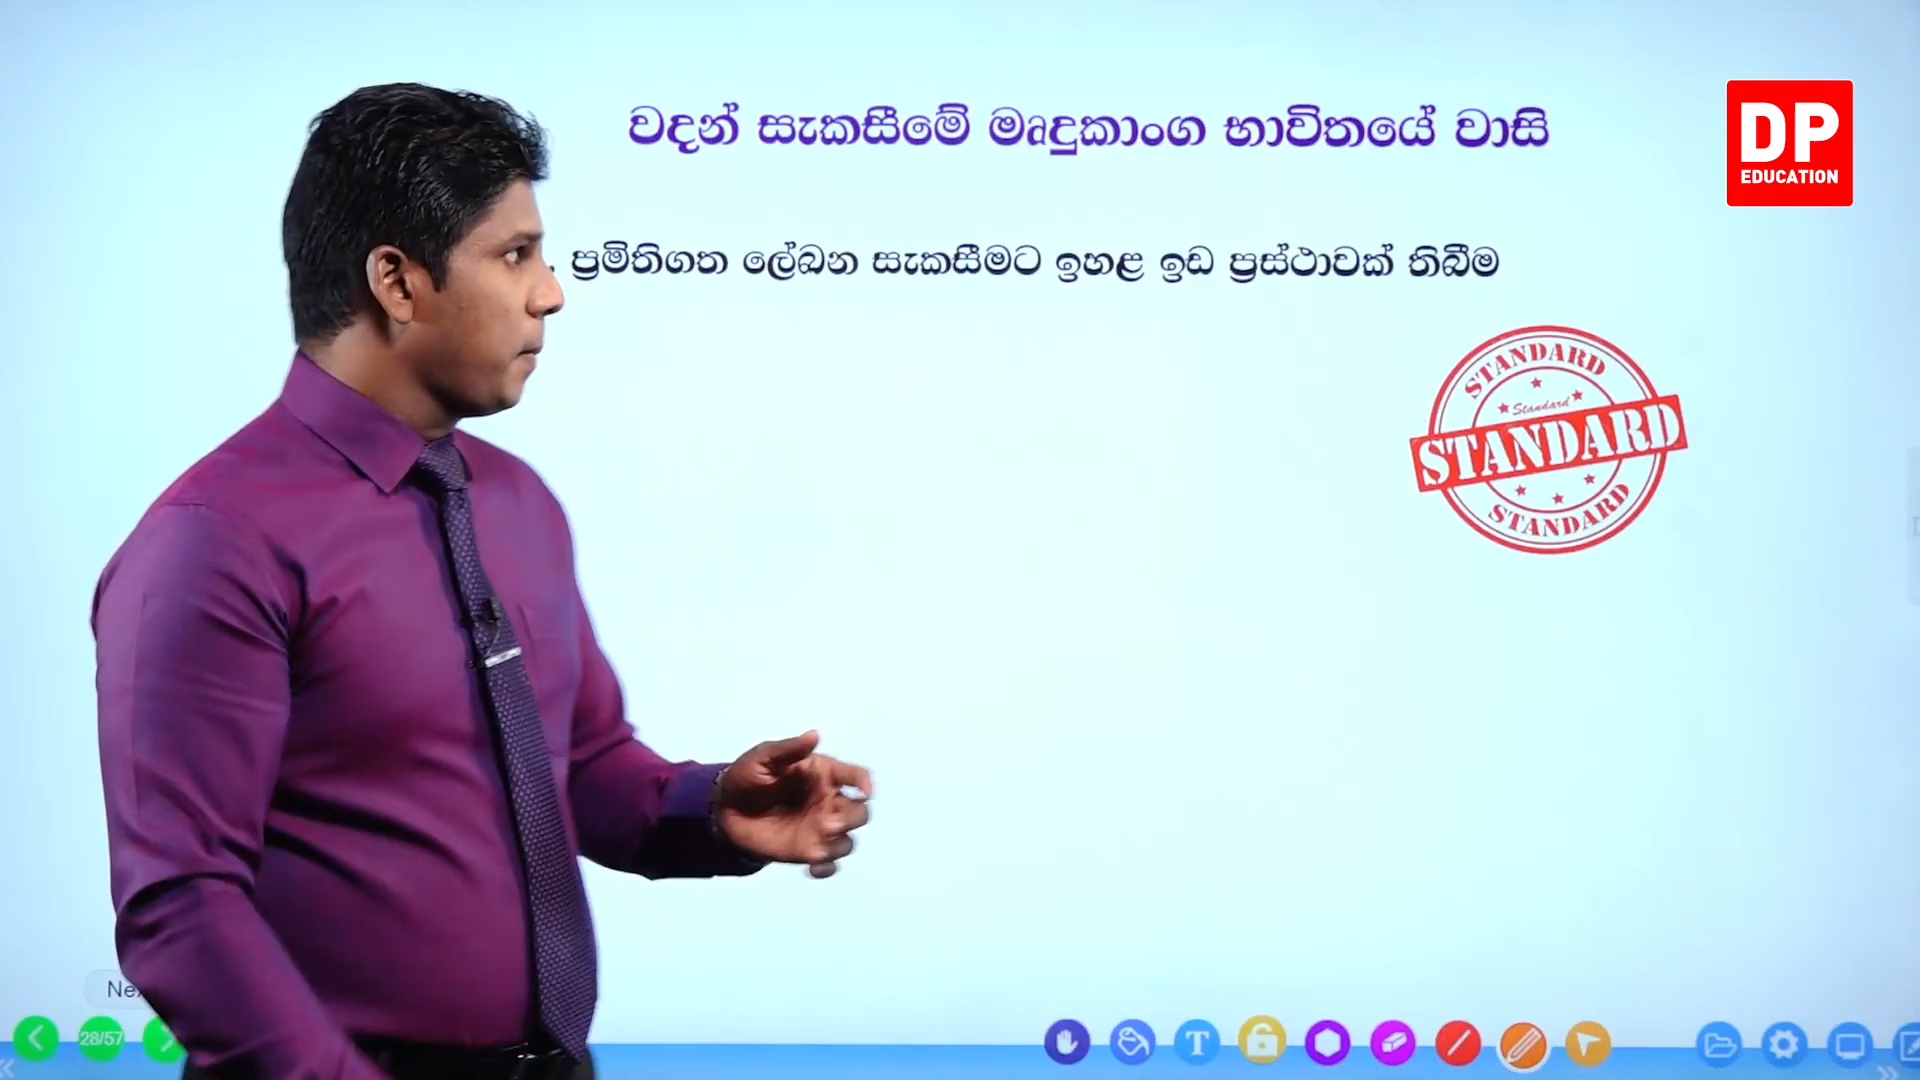 වදන් සැකසීමේ මෘදුකාංග භාවිතයේ වාසි
DP
EDUCATION
. ප්‍රමිතිගත ලේඛන සැකසීමට ඉහළ ඉඩ ප්‍රස්ථාවක් තිබීම
STANDARD
Standard
STANDARD
STANDARD
28/57
T